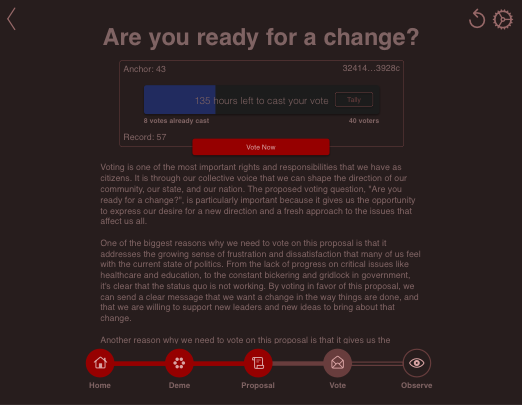 Are you ready for a change?
Anchor: 43
32414...3928c
135 hours left to cast your vote
Tally
8 votes already cast
40 voters
Record: 57
Vote Now
Voting is one of the most important rights and responsibilities that we have as
citizens. It is through our collective voice that we can shape the direction of our
community, our state, and our nation. The proposed voting question, "Are you
ready for a change?", is particularly important because it gives us the opportunity
to express our desire for a new direction and a fresh approach to the issues that
affect us all.
One of the biggest reasons why we need to vote on this proposal is that it
addresses the growing sense of frustration and dissatisfaction that many of us feel
with the current state of politics. From the lack of progress on critical issues like
healthcare and education, to the constant bickering and gridlock in government,
it's clear that the status quo is not working. By voting in favor of this proposal, we
can send a clear message that we want a change in the way things are done, and
that we are willing to support new leaders and new ideas to bring about that
change.
Another reason why we need to vote on this proposal is that it gives us the
Home
Deme
Proposal
Vote
Observe